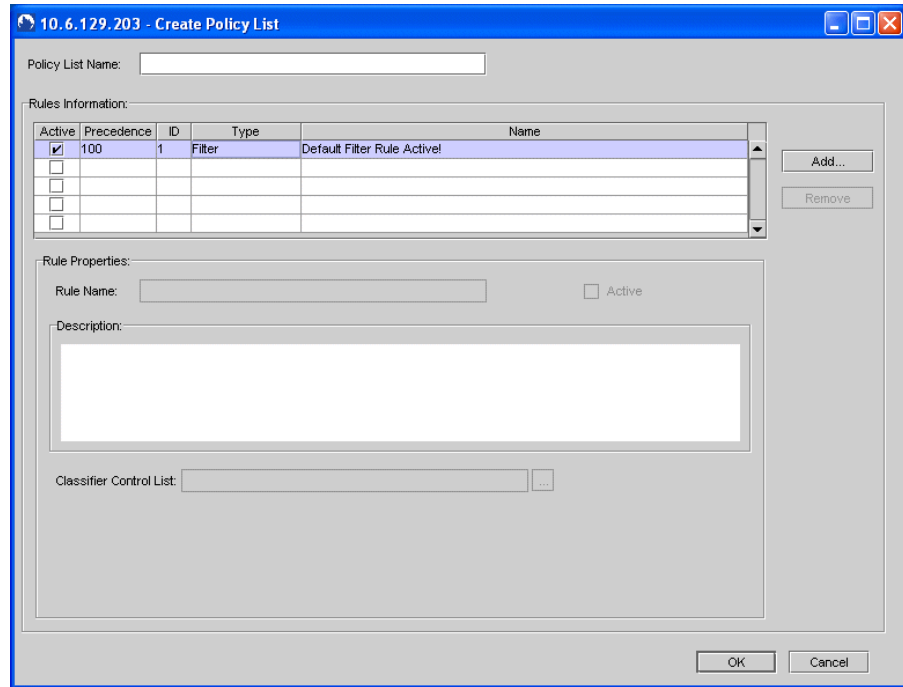 10.6.129.203 - Create Policy List
Policy List Name:
Rules Information:
Active Precedence ID Type Name
100 1 Filter Default Filter Rule Active!
Add...
Remove
Rule Properties:
Rule Name:
Active
Description:
Classifier Control List:
...
OK
Cancel